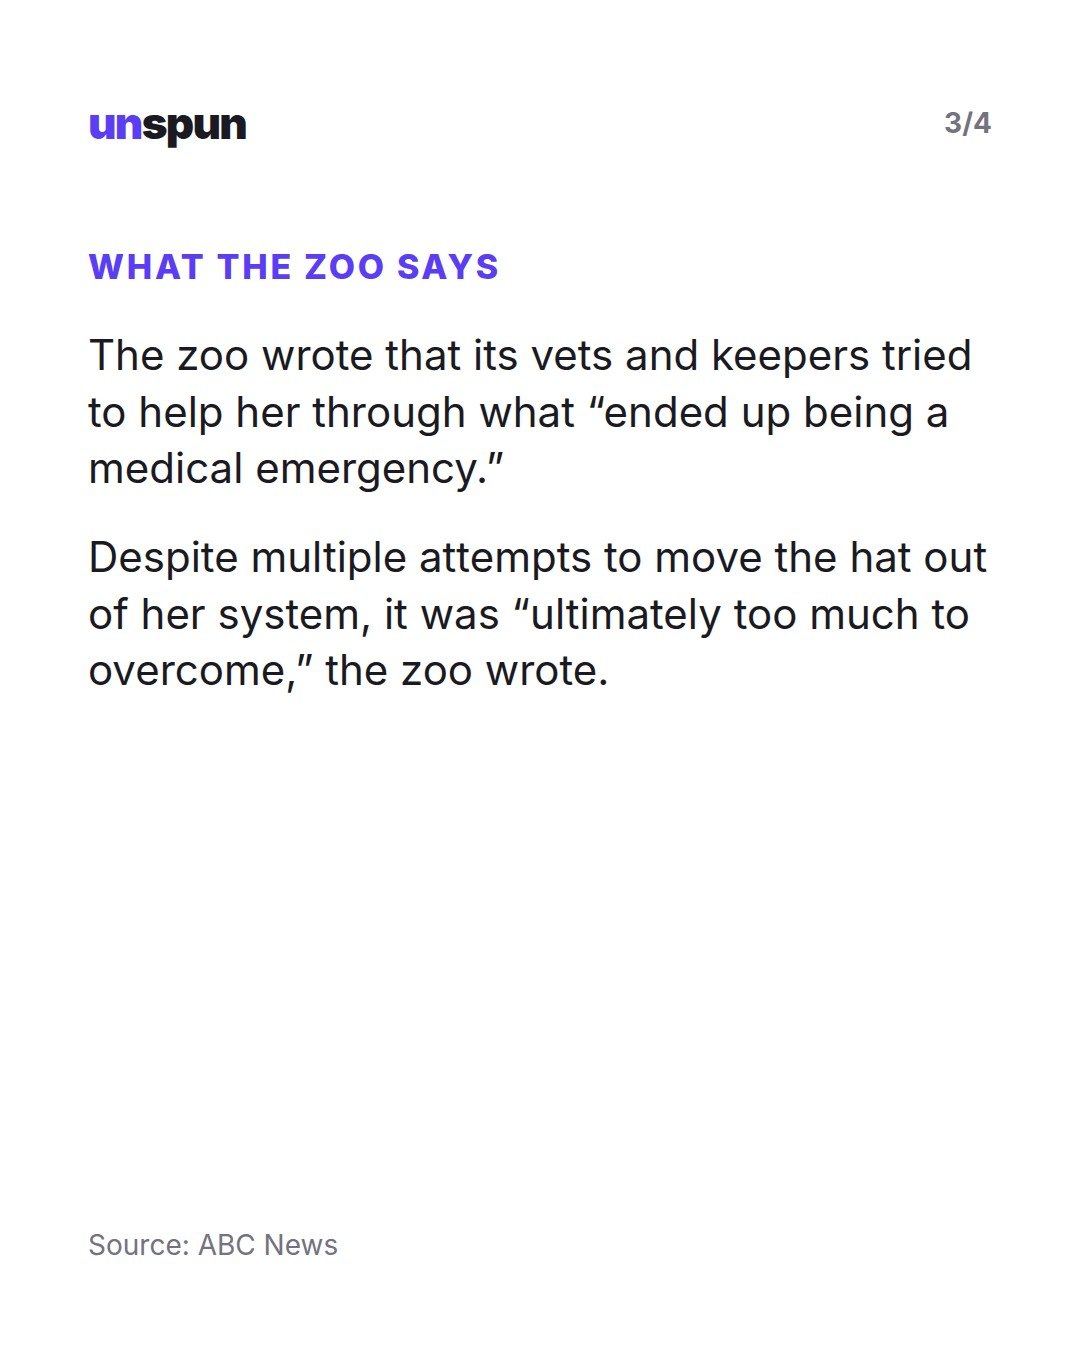 unspun
3/4
WHAT THE ZOO SAYS
The zoo wrote that its vets and keepers tried
to help her through what “ended up being a
medical emergency.”
Despite multiple attempts to move the hat out
of her system, it was “ultimately too much to
overcome,” the zoo wrote.
Source: ABC News